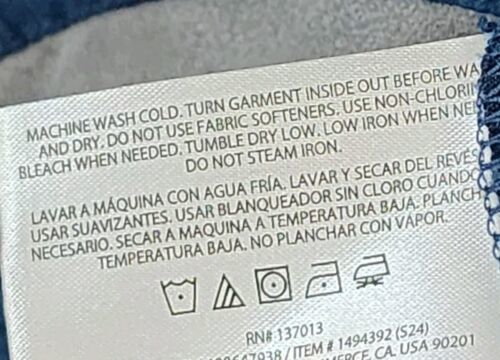 MACHINE WASH COLD. TURN GARMENT INSIDE OUT BEFORE WA
AND DRY. DO NOT USE FABRIC SOFTENERS. USE NON-CHLORIN
BLEACH WHEN NEEDED. TUMBLE DRY LOW. LOW IRON WHEN NE
DO NOT STEAM IRON.
LAVAR A MÁQUINA CON AGUA FRÍA. LAVAR Y SECAR DEL REVES
USAR SUAVIZANTES. USAR BLANQUEADOR SIN CLORO CUANDO
NECESARIO. SECAR A MAQUINA A TEMPERATURA BAJA. PLANCH
TEMPERATURA BAJA. NO PLANCHAR CON VAPOR.
RN# 137013
/ ITEM # 1494392 (S24)
MERCE, CA. USA 90201